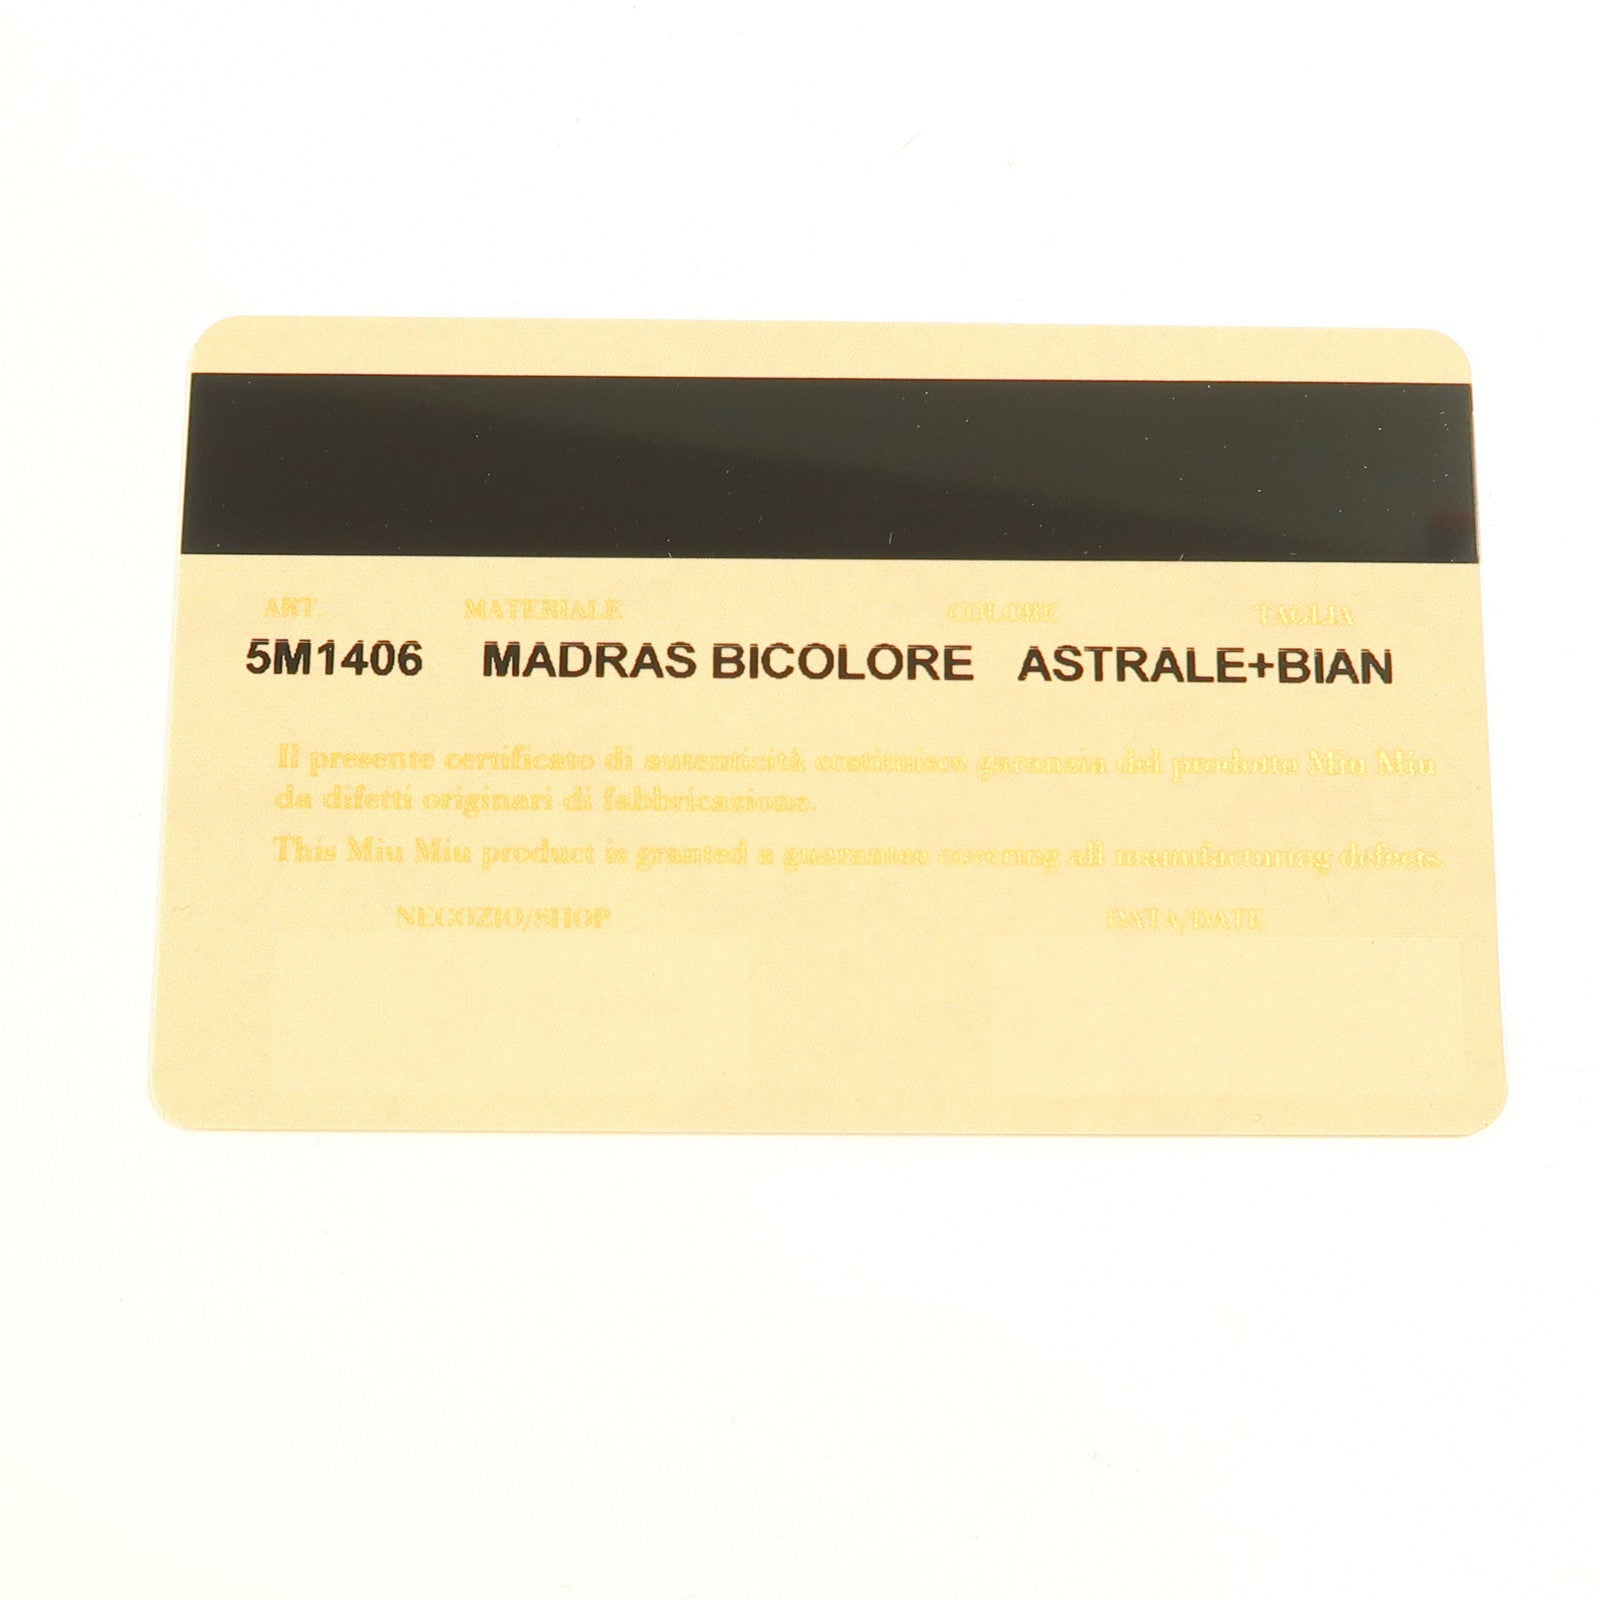 ART. MATERIALE COLORE TAGLIA
5M1406 MADRAS BICOLORE ASTRALE+BIAN
Il presente certificato di autenticità costituisce garanzia del prodotto Miu Miu
da difetti originari di fabbricazione.
This Miu Miu product is granted a guarantee covering all manufacturing defects.
NEGOZIO/SHOP DATA/DATE